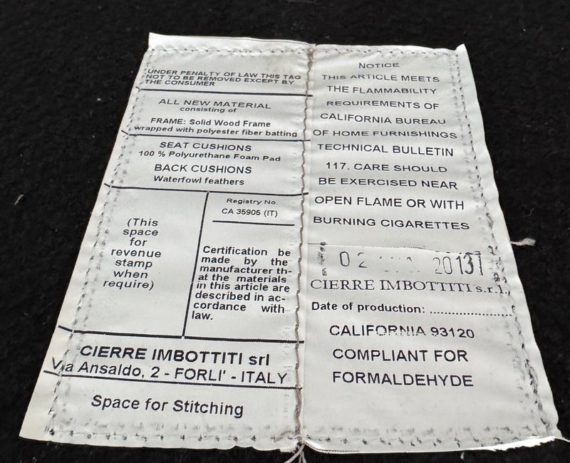 UNDER PENALTY OF LAW THIS TAG
NOT TO BE REMOVED EXCEPT BY
THE CONSUMER
ALL NEW MATERIAL
consisting of
FRAME: Solid Wood Frame
wrapped with polyester fiber batting
SEAT CUSHIONS
100 % Polyurethane Foam Pad
BACK CUSHIONS
Waterfowl feathers
(This
space
for
revenue
stamp
when
require)
Registry No.
CA 35905 (IT)
Certification be
made by the
manufacturer th-
at the materials
in this article are
described in ac-
cordance with
law.
CIERRE IMBOTTITI srl
Via Ansaldo, 2 - FORLI' - ITALY
Space for Stitching
NOTICE
THIS ARTICLE MEETS
THE FLAMMABILITY
REQUIREMENTS OF
CALIFORNIA BUREAU
OF HOME FURNISHINGS
TECHNICAL BULLETIN
117. CARE SHOULD
BE EXERCISED NEAR
OPEN FLAME OR WITH
BURNING CIGARETTES
02 2013
CIERRE IMBOTTITI s.r.l.
Date of production: ........................
CALIFORNIA 93120
COMPLIANT FOR
FORMALDEHYDE